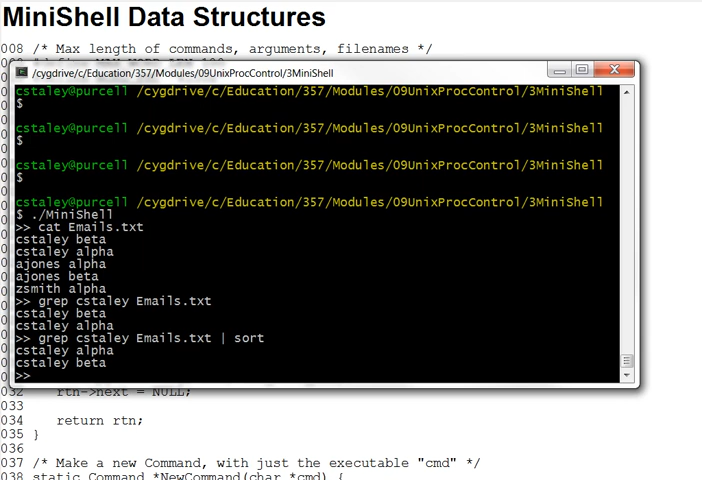 MiniShell Data Structures
008 /* Max length of commands, arguments, filenames */
/cygdrive/c/Education/357/Modules/09UnixProcControl/3MiniShell
cstaley@purcell /cygdrive/c/Education/357/Modules/09UnixProcControl/3MiniShell
$
cstaley@purcell /cygdrive/c/Education/357/Modules/09UnixProcControl/3MiniShell
$
cstaley@purcell /cygdrive/c/Education/357/Modules/09UnixProcControl/3MiniShell
$
cstaley@purcell /cygdrive/c/Education/357/Modules/09UnixProcControl/3MiniShell
$ ./MiniShell
>> cat Emails.txt
cstaley beta
cstaley alpha
ajones alpha
ajones beta
zsmith alpha
>> grep cstaley Emails.txt
cstaley beta
cstaley alpha
>> grep cstaley Emails.txt | sort
cstaley alpha
cstaley beta
>>
032 rtn->next = NULL;
033
034 return rtn;
035 }
036
037 /* Make a new Command, with just the executable "cmd" */
038 static Command *NewCommand(char *cmd) {